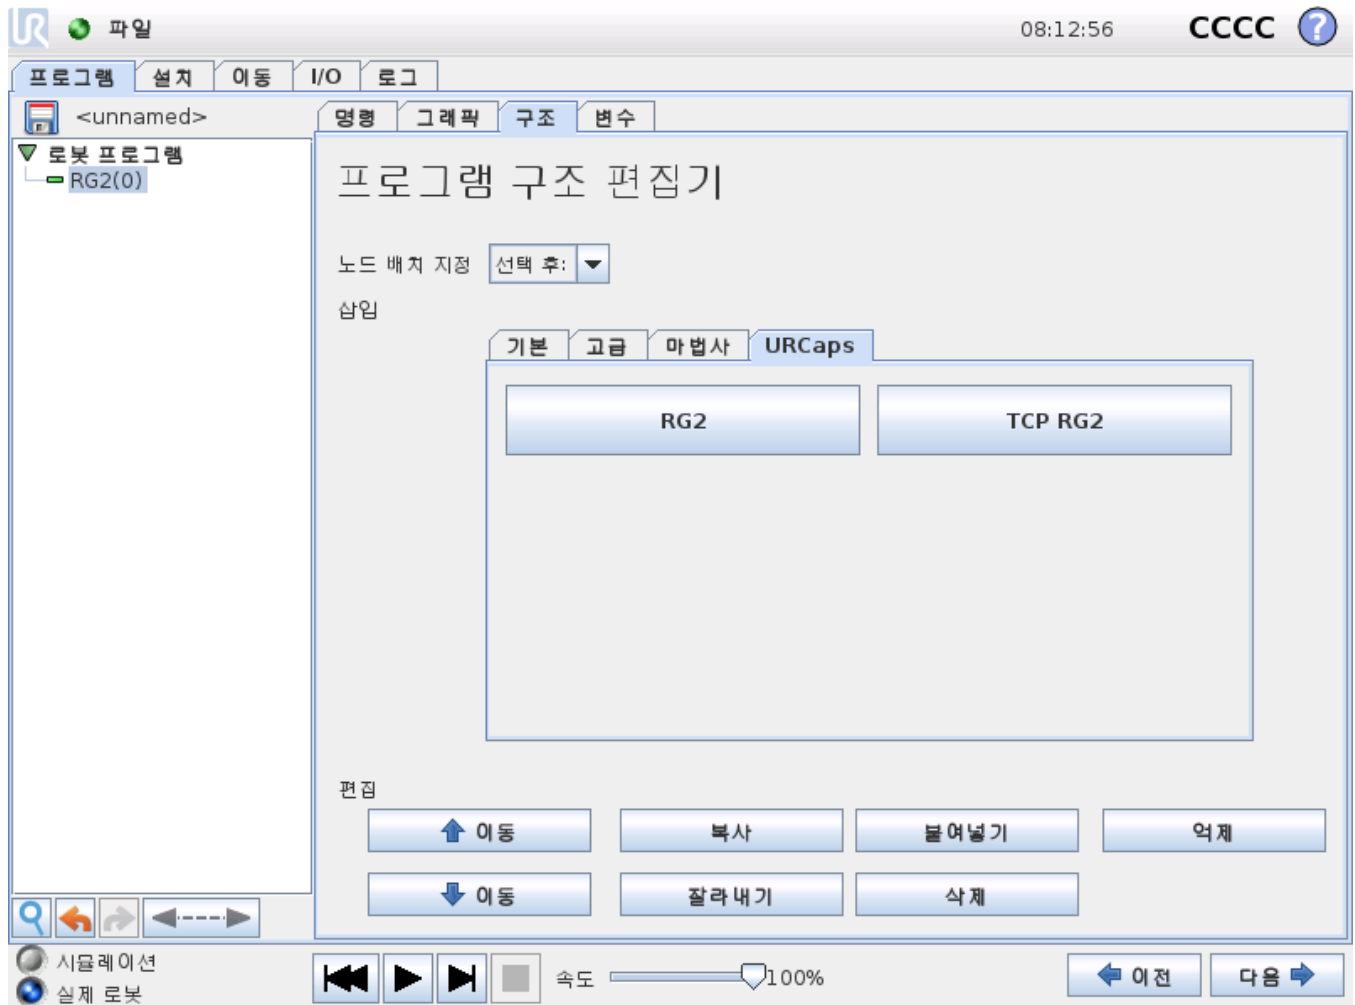 UR 파일 08:12:56 CCCC ?
프로그램 설치 이동 I/O 로그
<unnamed> 명령 그래픽 구조 변수
로봇 프로그램
RG2(0)
프로그램 구조 편집기
노드 배치 지정 선택 후:
삽입
기본 고급 마법사 URCaps
RG2 TCP RG2
편집
이동 복사 붙여넣기 억제
이동 잘라내기 삭제
시뮬레이션
실제 로봇
속도 100% 이전 다음